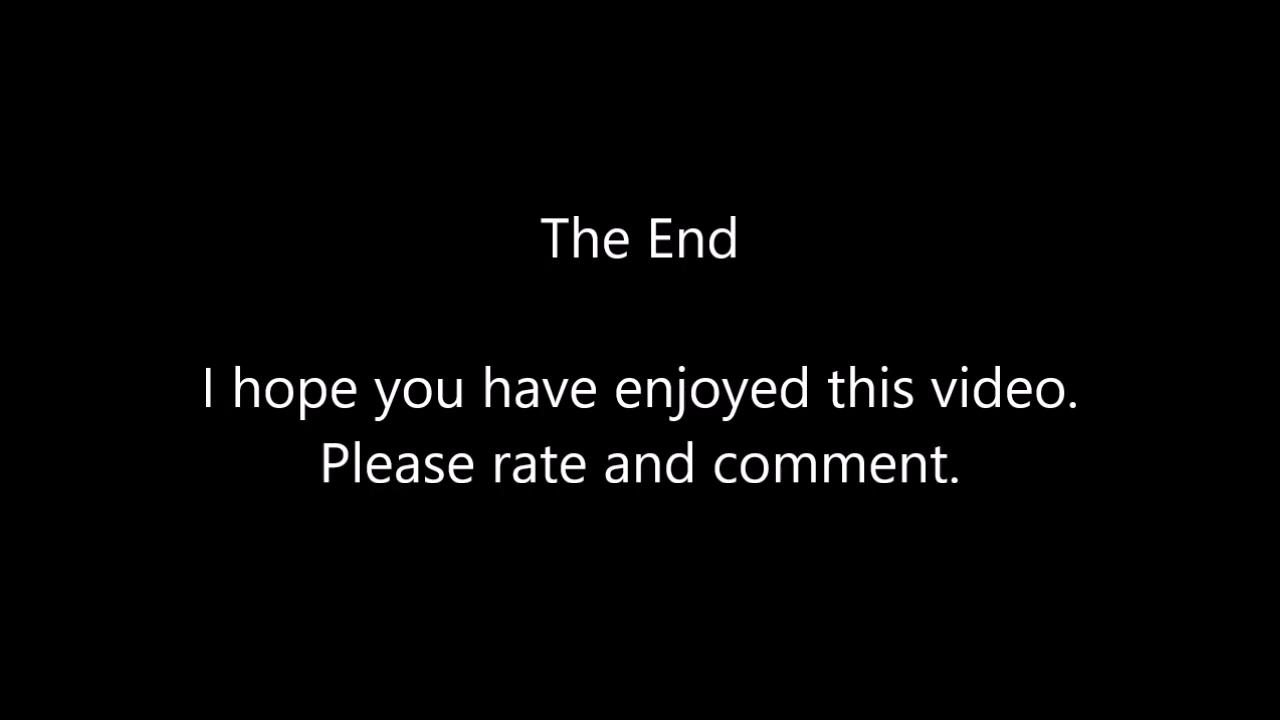 The End
I hope you have enjoyed this video.
Please rate and comment.